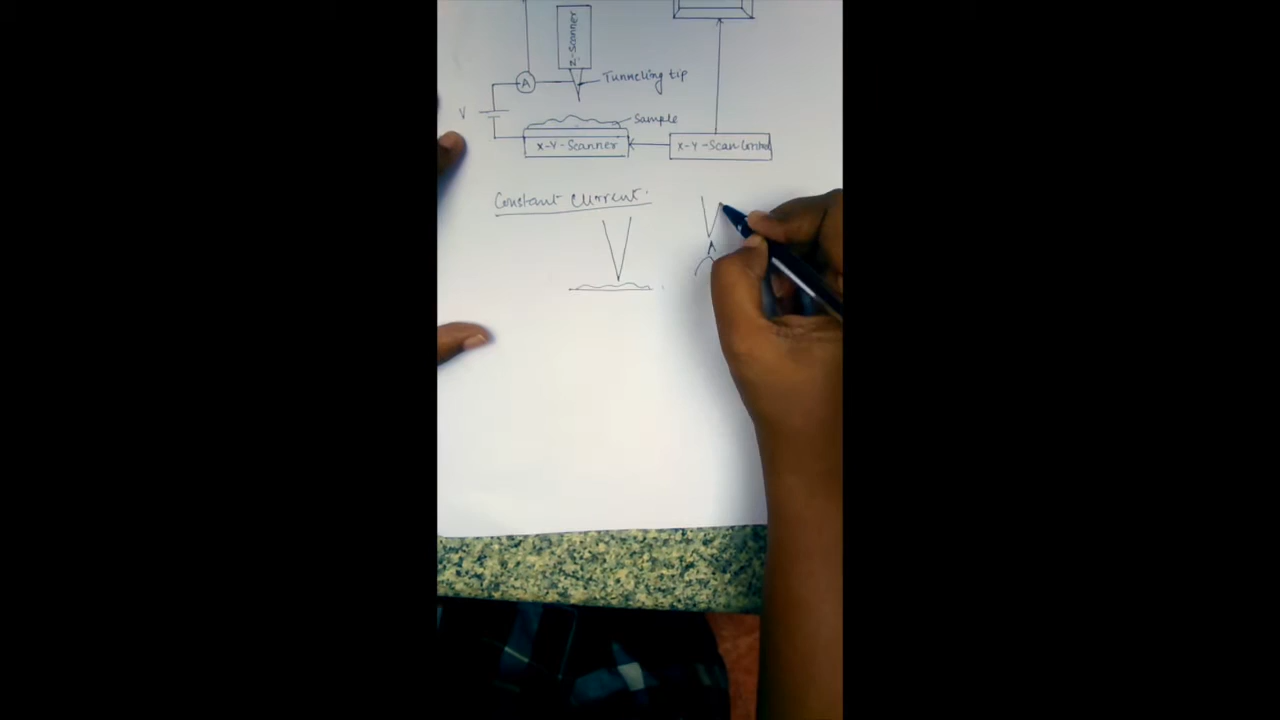 Z-Scanner
A
Tunneling tip
V
Sample
X-Y-Scanner
X-Y-Scan Control
Constant Current.